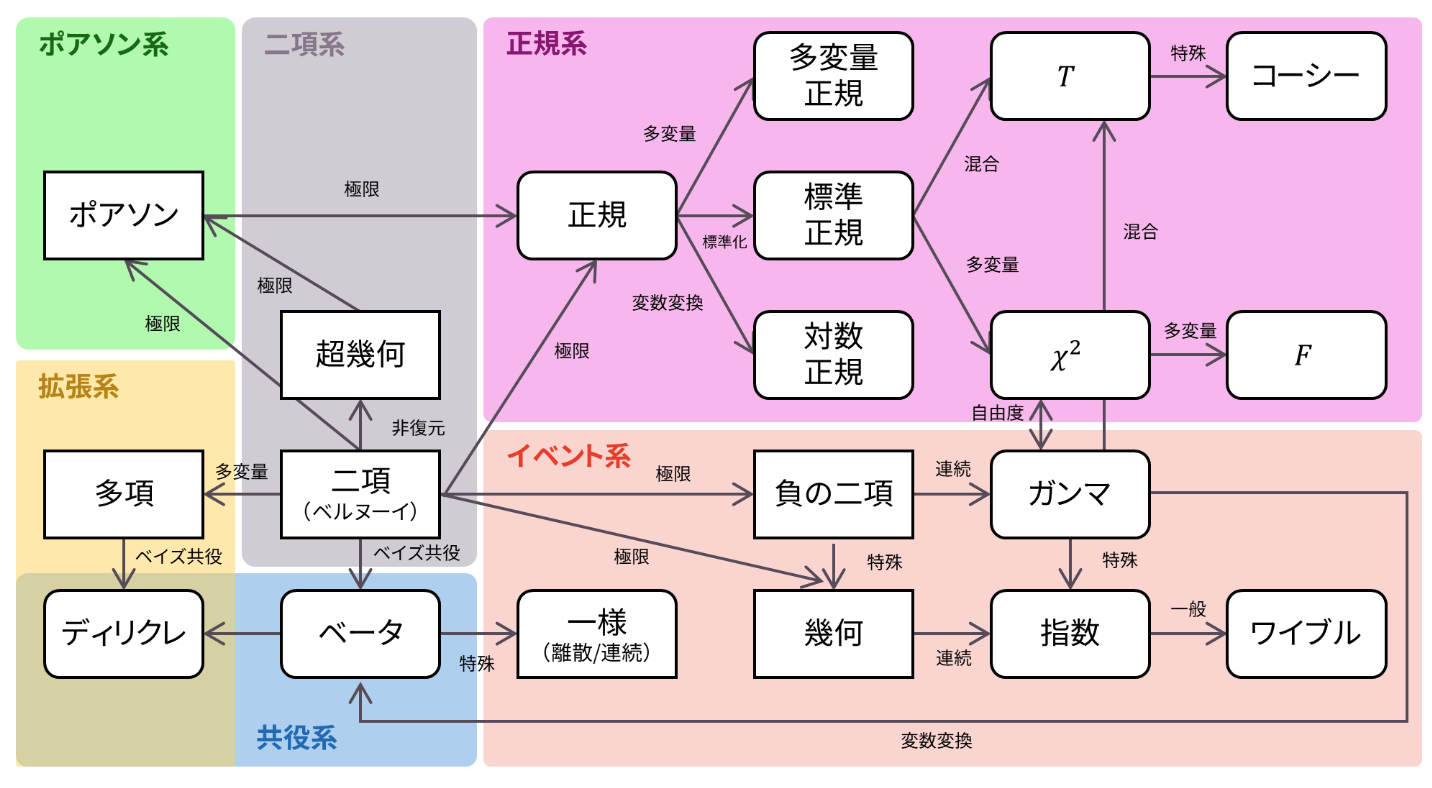 ポアソン系
二項系
正規系
多変量
正規
T
特殊
コーシー
多変量
混合
ポアソン
極限
正規
標準化
標準
正規
混合
多変量
極限
変数変換
極限
極限
超幾何
対数
正規
χ²
多変量
F
拡張系
非復元
自由度
イベント系
多項
多変量
二項
（ベルヌーイ）
極限
負の二項
連続
ガンマ
ベイズ共役
ベイズ共役
極限
特殊
特殊
ディリクレ
ベータ
特殊
一様
（離散/連続）
幾何
連続
指数
一般
ワイブル
共役系
変数変換